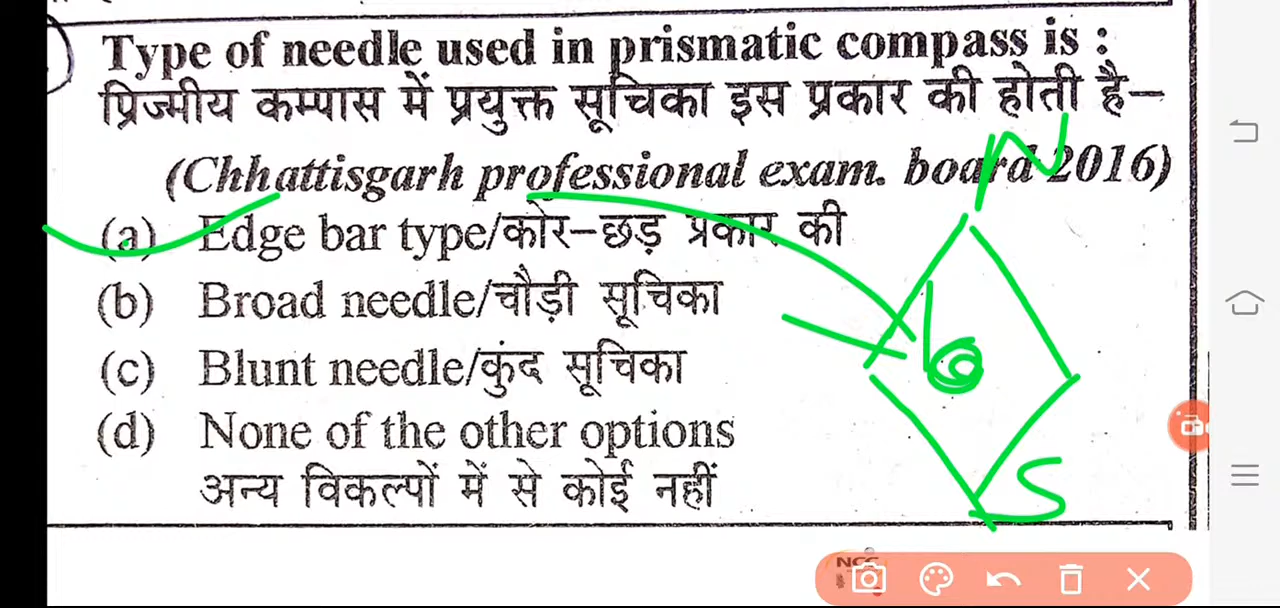 Type of needle used in prismatic compass is :
प्रिज्मीय कम्पास में प्रयुक्त सूचिका इस प्रकार की होती है–
(Chhattisgarh professional exam. board 2016)
(a) Edge bar type/कोर–छड़ प्रकार की
(b) Broad needle/चौड़ी सूचिका
(c) Blunt needle/कुंद सूचिका
(d) None of the other options
अन्य विकल्पों में से कोई नहीं
N
S
NCC